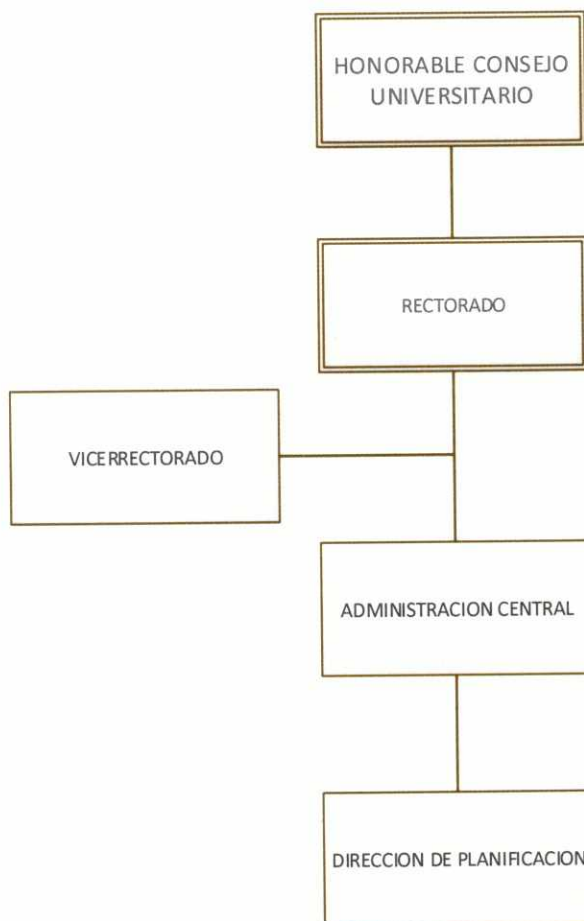 HONORABLE CONSEJO
UNIVERSITARIO
RECTORADO
VICERRECTORADO
ADMINISTRACION CENTRAL
DIRECCION DE PLANIFICACION